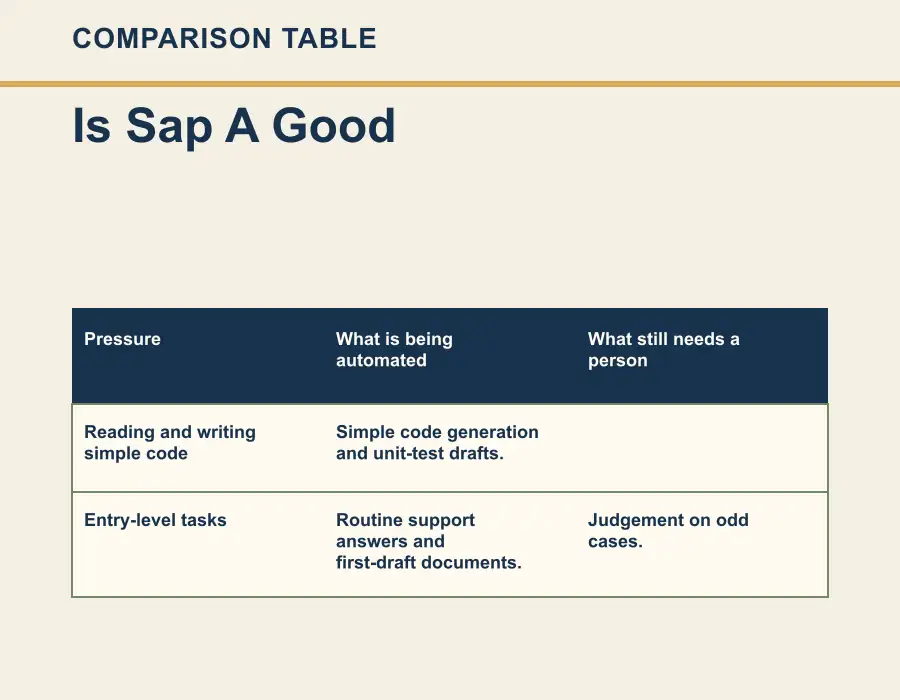 COMPARISON TABLE
Is Sap A Good
Pressure
What is being
automated
What still needs a
person
Reading and writing
simple code
Simple code generation
and unit-test drafts.
Entry-level tasks
Routine support
answers and
first-draft documents.
Judgement on odd
cases.